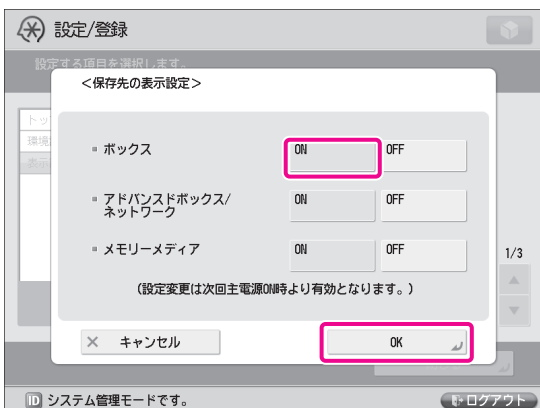 設定/登録
設定する項目を選択します。
<保存先の表示設定>
トッ
環境
表示
ボックス ON OFF
アドバンスドボックス/
ネットワーク ON OFF
メモリーメディア ON OFF
1/3
(設定変更は次回主電源ON時より有効となります。)
× キャンセル OK
ID システム管理モードです。 ログアウト